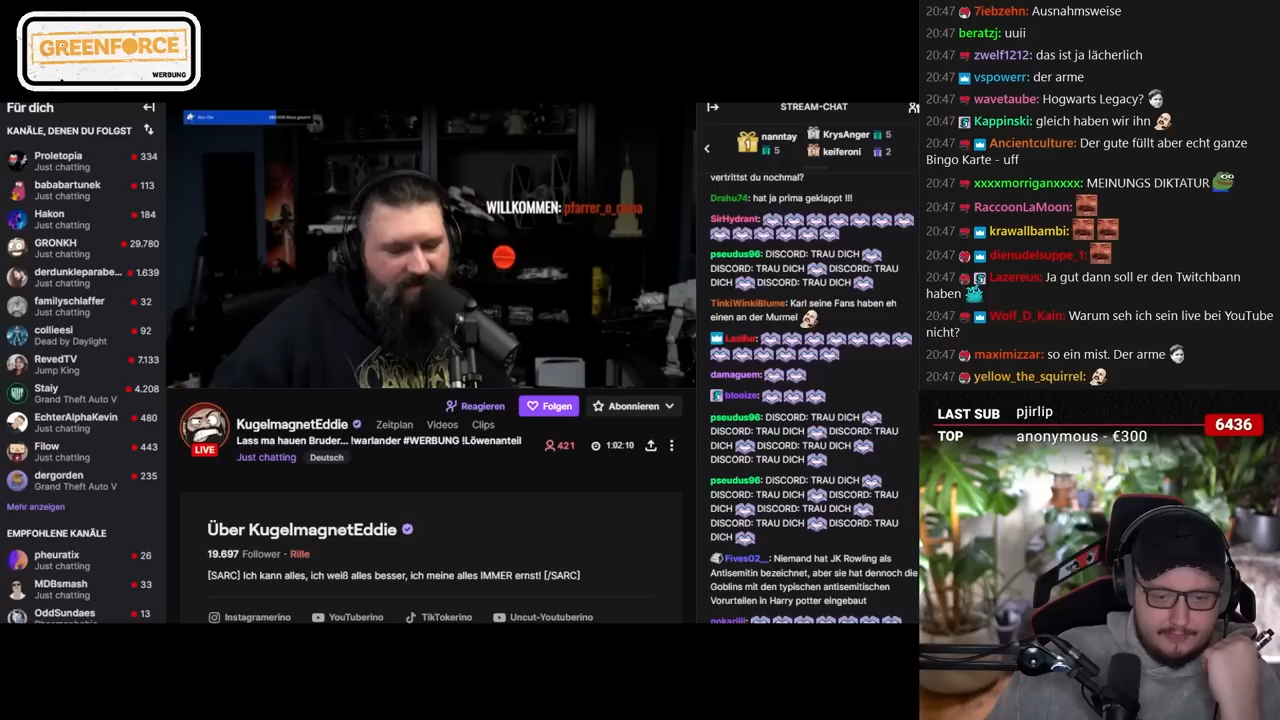 GREENFORCE
WERBUNG
Für dich
KANÄLE, DENEN DU FOLGST
Proletopia
334
Just chatting
bababartunek
113
Just chatting
Hakon
184
Just chatting
GRONKH
29.780
Just chatting
derdunkleparabe...
1.639
Just chatting
familyschlaffer
32
Just chatting
collieesi
92
Dead by Daylight
RevedTV
7.133
Jump King
Staiy
4.208
Grand Theft Auto V
EchterAlphaKevin
480
Just chatting
Filow
443
Just chatting
dergorden
235
Grand Theft Auto V
Mehr anzeigen
EMPFOHLENE KANÄLE
pheuratix
26
Just chatting
MDBsmash
33
Just chatting
OddSundaes
13
WILLKOMMEN:
Reagieren
Folgen
Abonnieren
LIVE
KugelmagnetEddie
Zeitplan
Videos
Clips
Lass ma hauen Bruder... !warlander #WERBUNG !Löwenanteil
Just chatting
Deutsch
421
1:02:10
Über KugelmagnetEddie
19.697 Follower · Rille
[SARC] Ich kann alles, ich weiß alles besser, ich meine alles IMMER ernst! [/SARC]
Instagramerino
YouTuberino
TikTokerino
Uncut-Youtuberino
STREAM-CHAT
1
nanntay
5
KrysAnger 5
keiferoni 2
vertrittst du nochmal?
Drahu74: hat ja prima geklappt !!!
SirHydrant:
pseudus96: DISCORD: TRAU DICH
DISCORD: TRAU DICH DISCORD: TRAU
DICH DISCORD: TRAU DICH
TinkiWinkiBlume: Karl seine Fans haben eh
einen an der Murmel
Lazifur:
damaguem:
blooize:
pseudus96: DISCORD: TRAU DICH
DISCORD: TRAU DICH DISCORD: TRAU
DICH DISCORD: TRAU DICH
DISCORD: TRAU DICH
pseudus96: DISCORD: TRAU DICH
DISCORD: TRAU DICH DISCORD: TRAU
DICH DISCORD: TRAU DICH
DISCORD: TRAU DICH DISCORD: TRAU
DICH
Fives02__: Niemand hat JK Rowling als
Antisemitin bezeichnet, aber sie hat dennoch die
Goblins mit den typischen antisemitischen
Vorurteilen in Harry potter eingebaut
20:47 7iebzehn: Ausnahmsweise
20:47 beratzj: uuii
20:47 zwelf1212: das ist ja lächerlich
20:47 vspowerr: der arme
20:47 wavetaube: Hogwarts Legacy?
20:47 Kappinski: gleich haben wir ihn
20:47 Ancientculture: Der gute füllt aber echt ganze
Bingo Karte - uff
20:47 xxxxmorriganxxxx: MEINUNGS DIKTATUR
20:47 RaccoonLaMoon:
20:47 krawallbambi:
20:47 dienudelsuppe_1:
20:47 Lazereus: Ja gut dann soll er den Twitchbann
haben
20:47 Wolf_D_Kain: Warum seh ich sein live bei YouTube
nicht?
20:47 maximizzar: so ein mist. Der arme
20:47 yellow_the_squirrel:
LAST SUB
pjirlip
6436
TOP
anonymous - €300